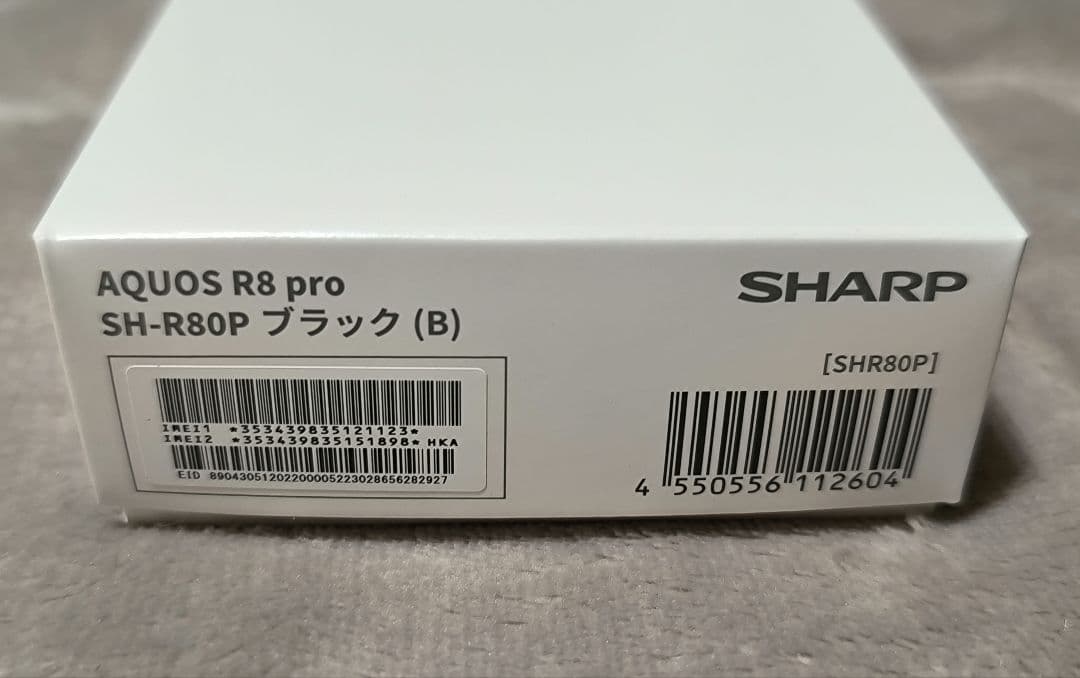 AQUOS R8 pro
SH-R80P ブラック (B)
SHARP
[SHR80P]
IMEI1 *353439835121123*
IMEI2 *353439835151898* HKA
EID 89043051202200005223028656282927
4 550556 112604